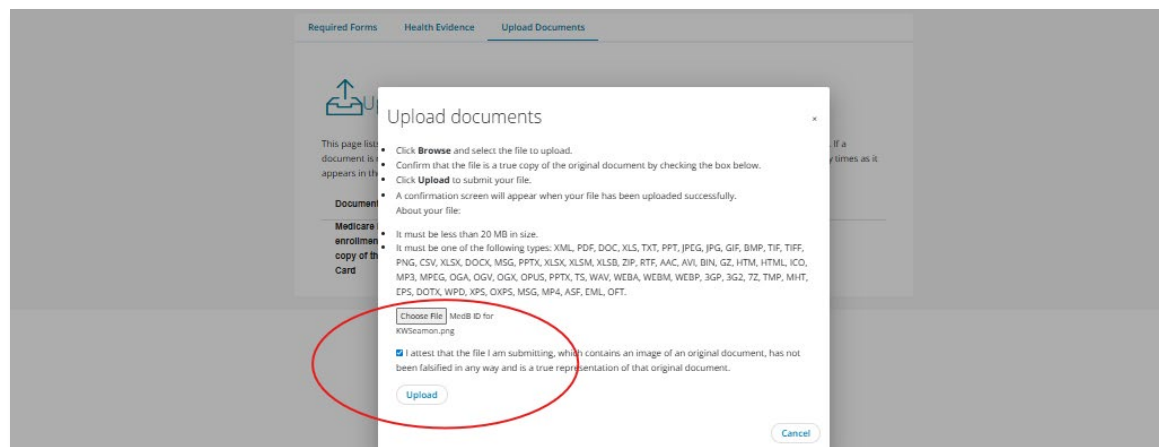 Required Forms Health Evidence Upload Documents
Up
Upload documents ×
This page lists
. If a
document is r
y times as it
appears in th
• Click Browse and select the file to upload.
• Confirm that the file is a true copy of the original document by checking the box below.
• Click Upload to submit your file.
• A confirmation screen will appear when your file has been uploaded successfully.
Document
About your file:
Medicare
enrollmen
copy of th
Card
• It must be less than 20 MB in size.
• It must be one of the following types: XML, PDF, DOC, XLS, TXT, PPT, JPEG, JPG, GIF, BMP, TIF, TIFF,
PNG, CSV, XLSX, DOCX, MSG, PPTX, XLSX, XLSM, XLSB, ZIP, RTF, AAC, AVI, BIN, GZ, HTM, HTML, ICO,
MP3, MPEG, OGA, OGV, OGX, OPUS, PPTX, TS, WAV, WEBA, WEBM, WEBP, 3GP, 3G2, 7Z, TMP, MHT,
EPS, DOTX, WPD, XPS, OXPS, MSG, MP4, ASF, EML, OFT.
Choose File MedB ID for
KWSeamon.png
I attest that the file I am submitting, which contains an image of an original document, has not
been falsified in any way and is a true representation of that original document.
Upload
Cancel